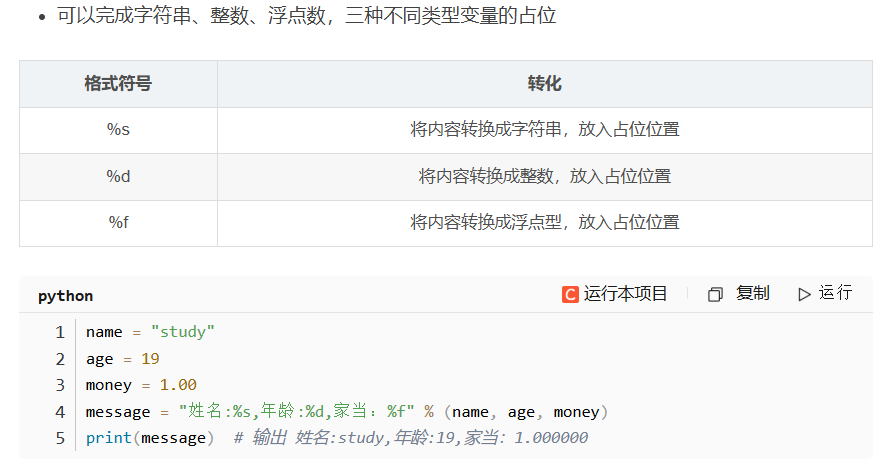 可以完成字符串、整数、浮点数，三种不同类型变量的占位
格式符号 转化
%s 将内容转换成字符串，放入占位位置
%d 将内容转换成整数，放入占位位置
%f 将内容转换成浮点型，放入占位位置
python C 运行本项目 复制 运行
1 name = "study"
2 age = 19
3 money = 1.00
4 message = "姓名:%s,年龄:%d,家当：%f" % (name, age, money)
5 print(message)  # 输出 姓名:study,年龄:19,家当：1.000000